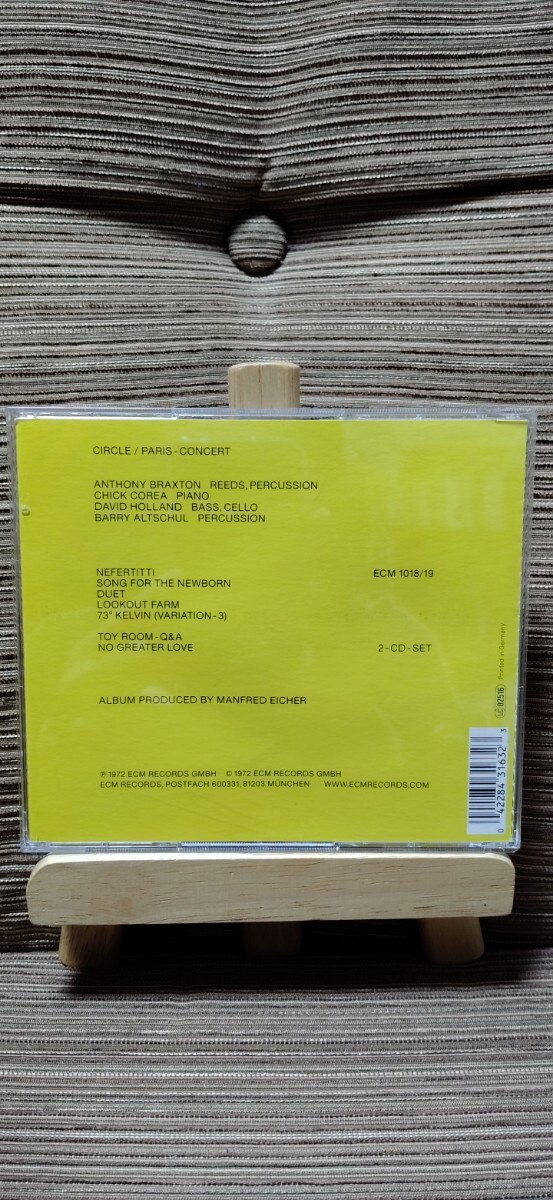 CIRCLE / PARIS - CONCERT
ANTHONY BRAXTON REEDS, PERCUSSION
CHICK COREA PIANO
DAVID HOLLAND BASS, CELLO
BARRY ALTSCHUL PERCUSSION
NEFERTITTI ECM 1018/19
SONG FOR THE NEWBORN
DUET
LOOKOUT FARM
73° KELVIN (VARIATION - 3)
TOY ROOM - Q&A
NO GREATER LOVE 2 - CD - SET
ALBUM PRODUCED BY MANFRED EICHER
℗ 1972 ECM RECORDS GMBH © 1972 ECM RECORDS GMBH
ECM RECORDS, POSTFACH 600331, 81203 MÜNCHEN WWW.ECMRECORDS.COM
LC 02516 Printed in Germany
0 42284 31632 3